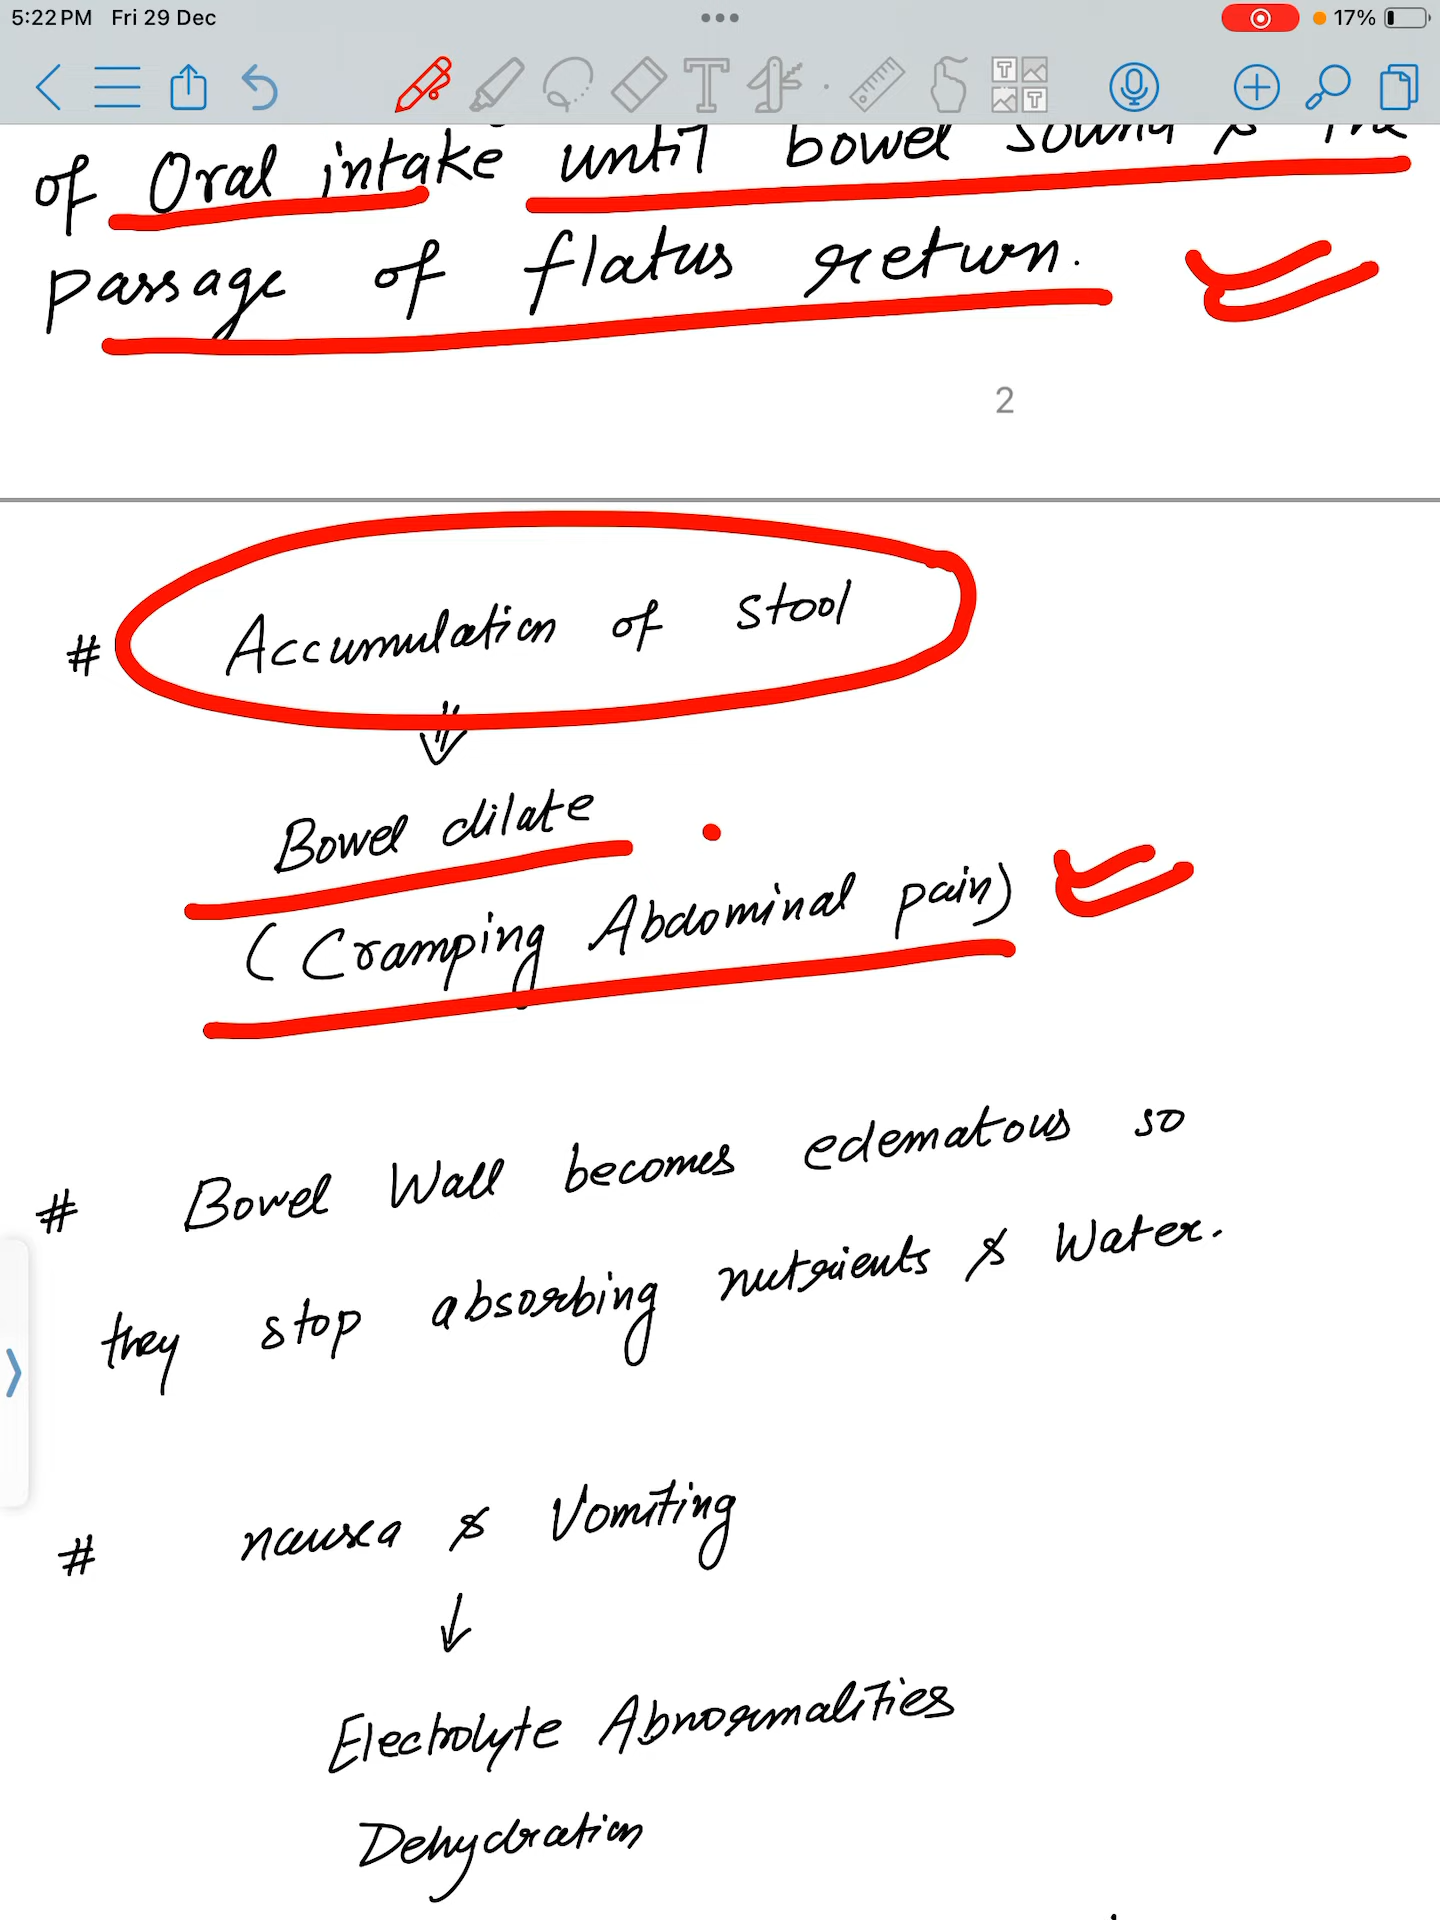 5:22 PM Fri 29 Dec
17%
of Oral intake until bowel sound & the
passage of flatus return.
2
# Accumulation of stool
Bowel dilate
(Cramping Abdominal pain)
# Bowel Wall becomes edematous so
they stop absorbing nutrients & Water.
# nausea & Vomiting
Electrolyte Abnormalities
Dehydration